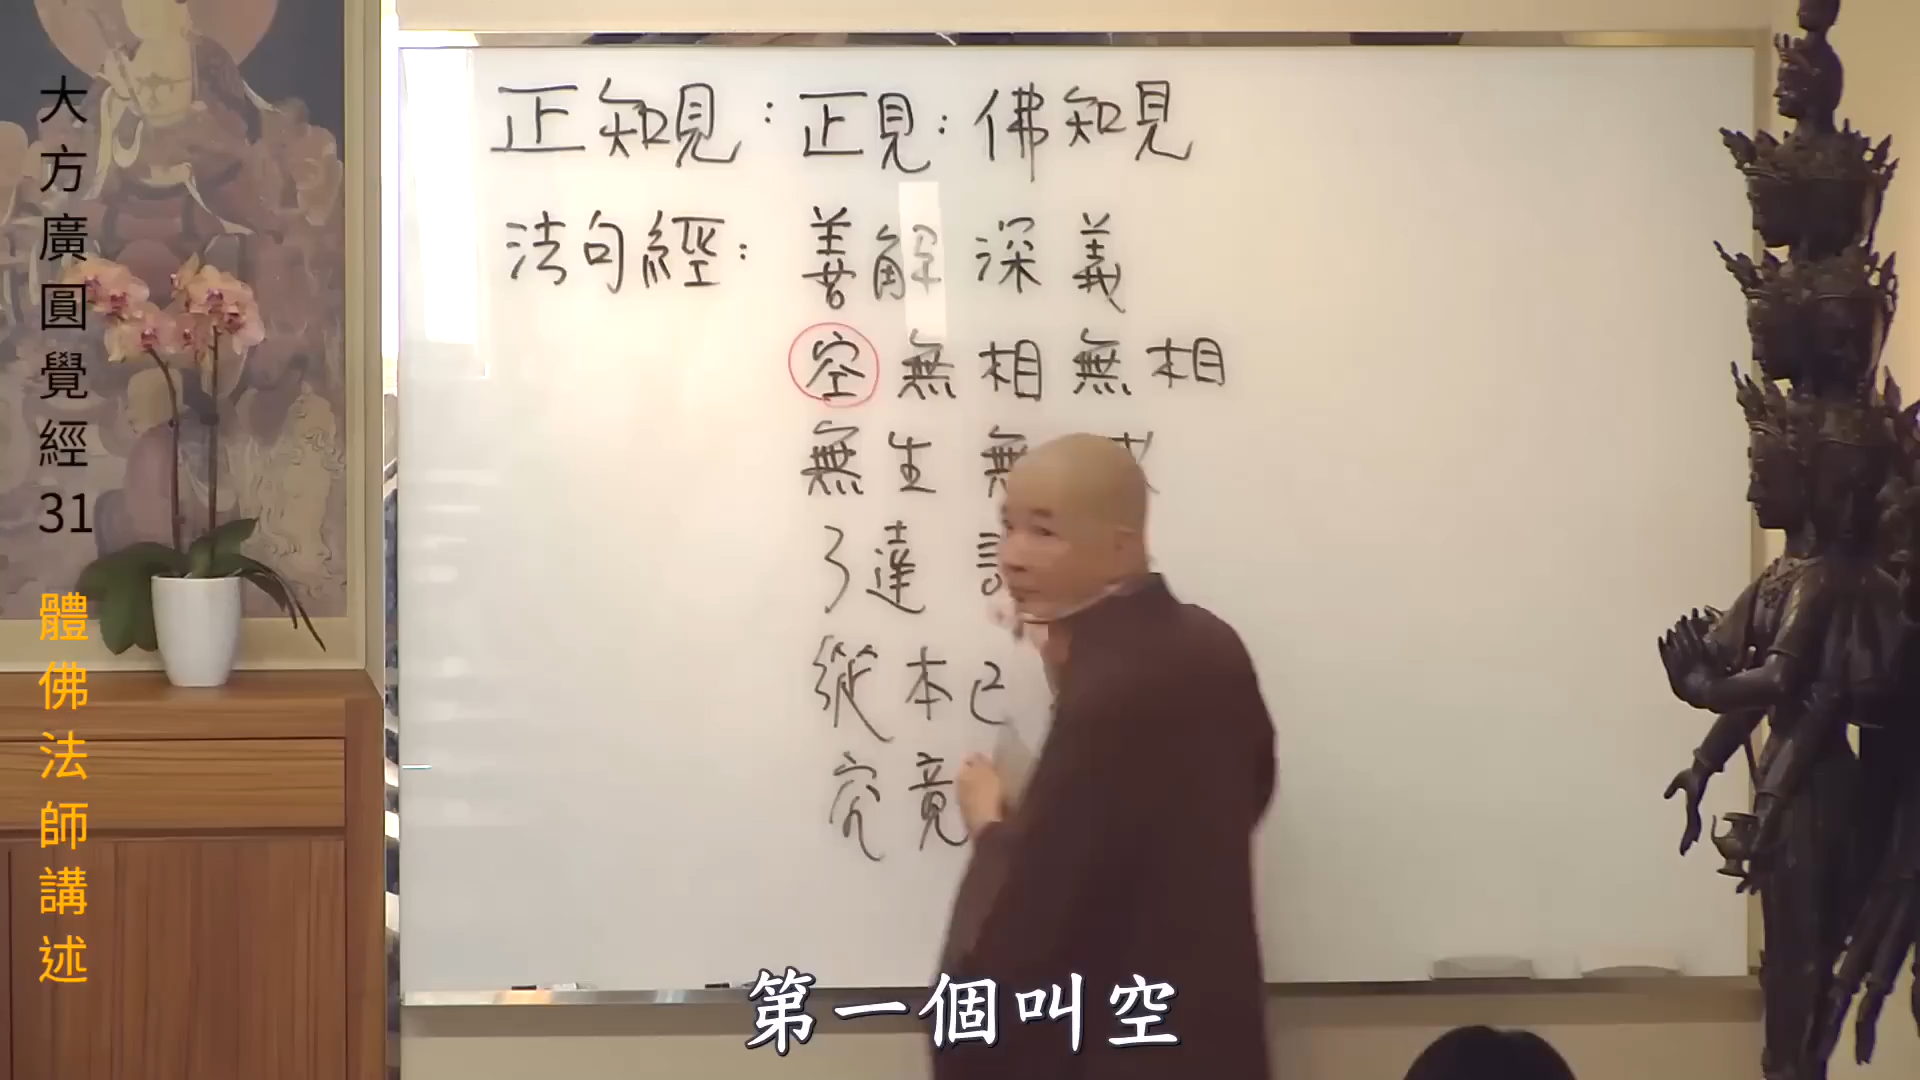 大方廣圓覺經31
體佛法師講述
正知見：正見：佛知見
法句經：善解深義
空無相無相
無生無
了達
從本已
究竟
第一個叫空